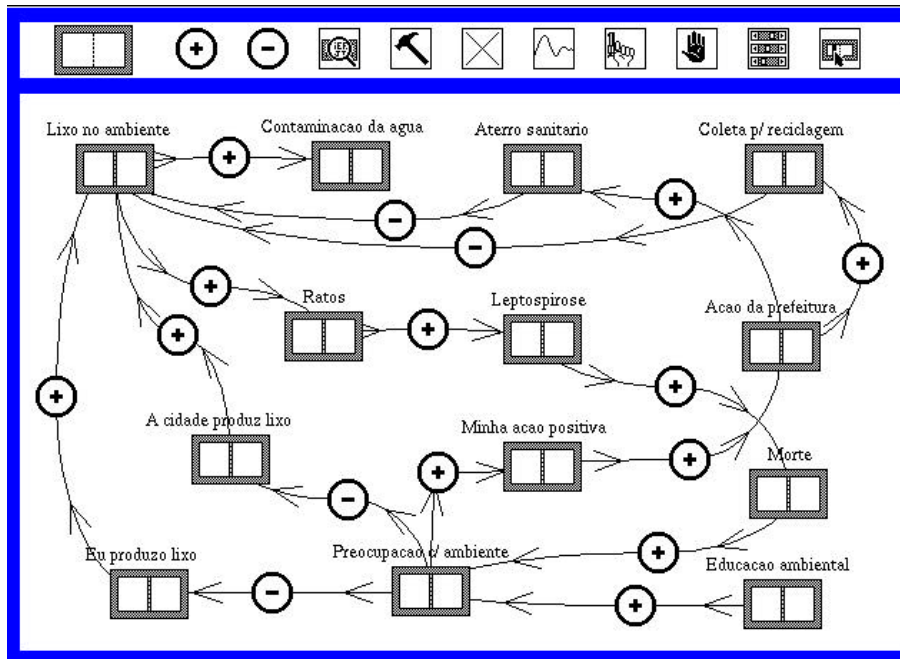 Lixo no ambiente
Contaminacao da agua
Aterro sanitario
Coleta p/ reciclagem
Ratos
Leptospirose
Acao da prefeitura
A cidade produz lixo
Minha acao positiva
Morte
Eu produzo lixo
Preocupacao c/ ambiente
Educacao ambiental